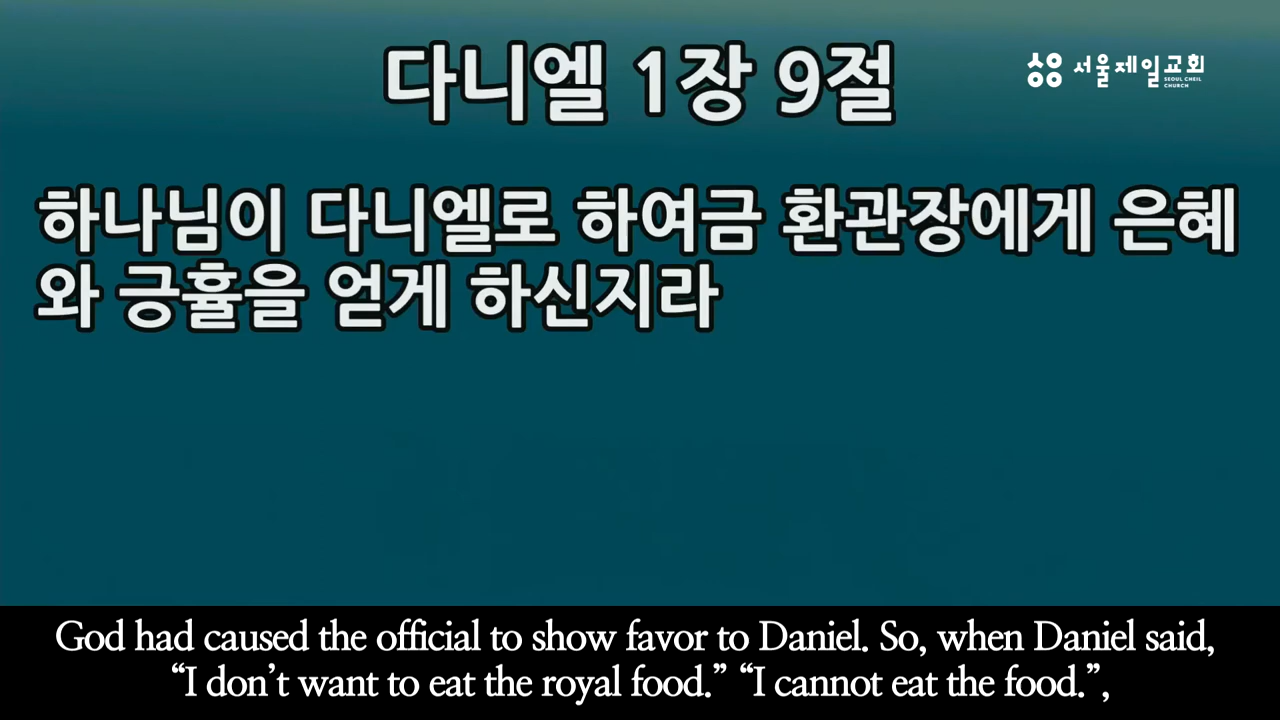 다니엘 1장 9절
서울제일교회
SEOUL CHEIL
CHURCH
하나님이 다니엘로 하여금 환관장에게 은혜
와 긍휼을 얻게 하신지라
God had caused the official to show favor to Daniel. So, when Daniel said,
“I don’t want to eat the royal food.” “I cannot eat the food.”,